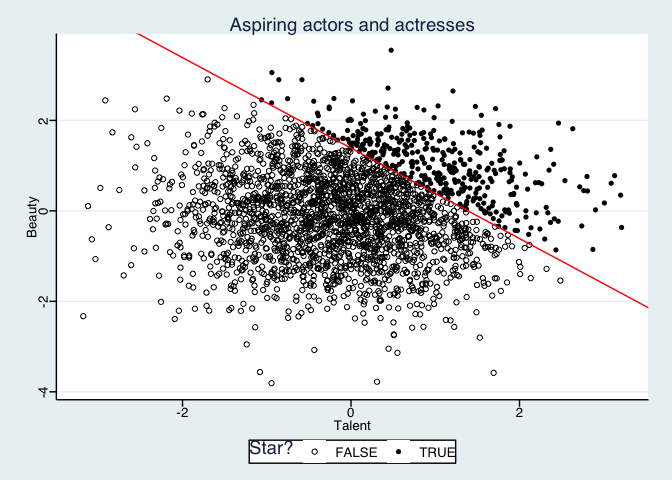 Aspiring actors and actresses
Beauty
2
0
-2
-4
-2 0 2
Talent
Star? FALSE TRUE